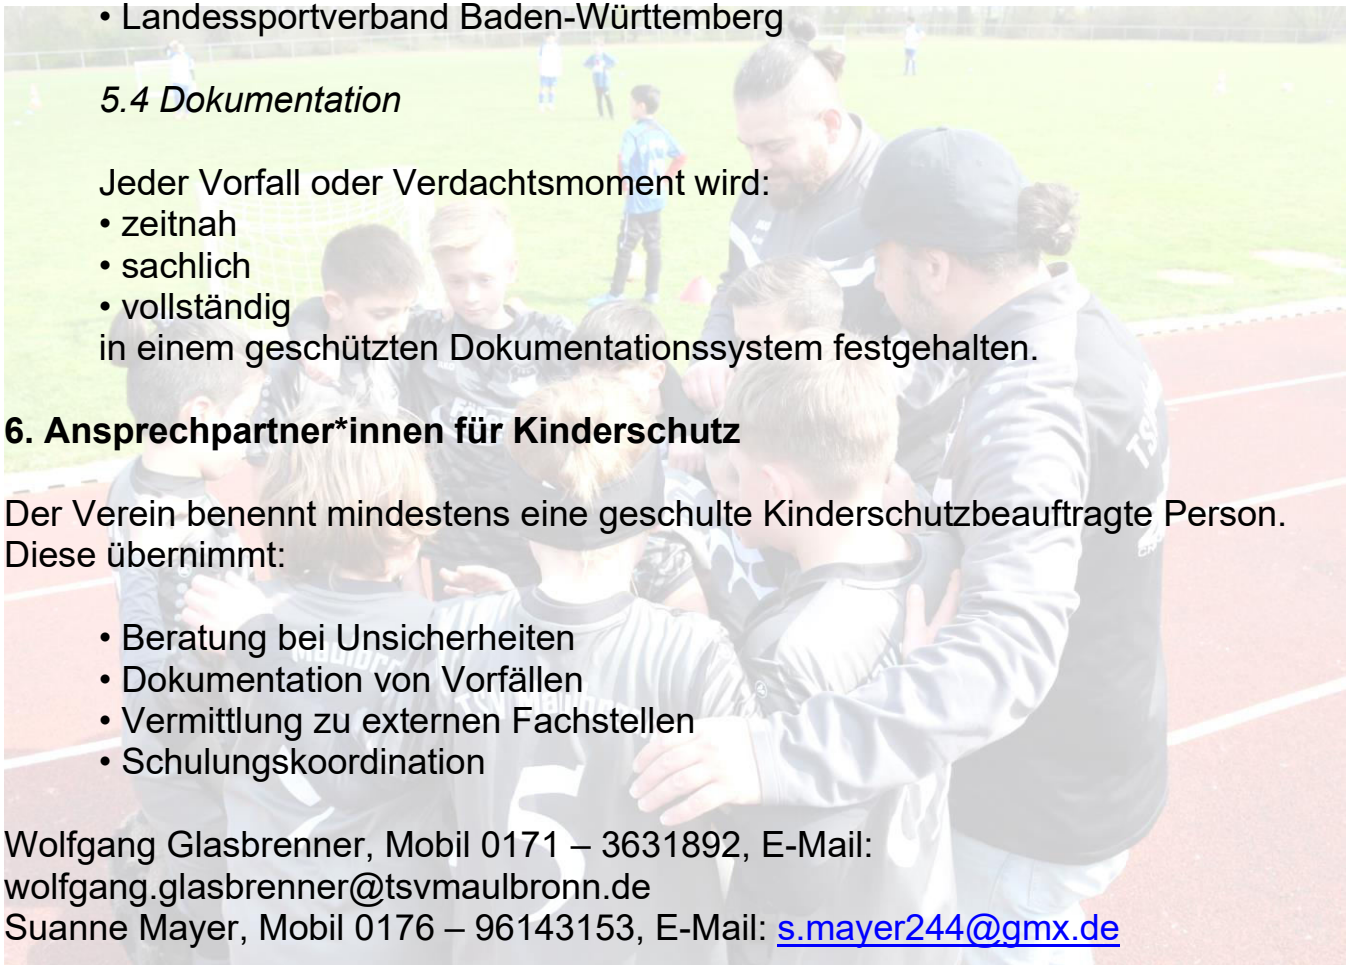 • Landessportverband Baden-Württemberg
5.4 Dokumentation
Jeder Vorfall oder Verdachtsmoment wird:
• zeitnah
• sachlich
• vollständig
in einem geschützten Dokumentationssystem festgehalten.
6. Ansprechpartner*innen für Kinderschutz
Der Verein benennt mindestens eine geschulte Kinderschutzbeauftragte Person.
Diese übernimmt:
• Beratung bei Unsicherheiten
• Dokumentation von Vorfällen
• Vermittlung zu externen Fachstellen
• Schulungskoordination
Wolfgang Glasbrenner, Mobil 0171 – 3631892, E-Mail:
wolfgang.glasbrenner@tsvmaulbronn.de
Suanne Mayer, Mobil 0176 – 96143153, E-Mail: s.mayer244@gmx.de